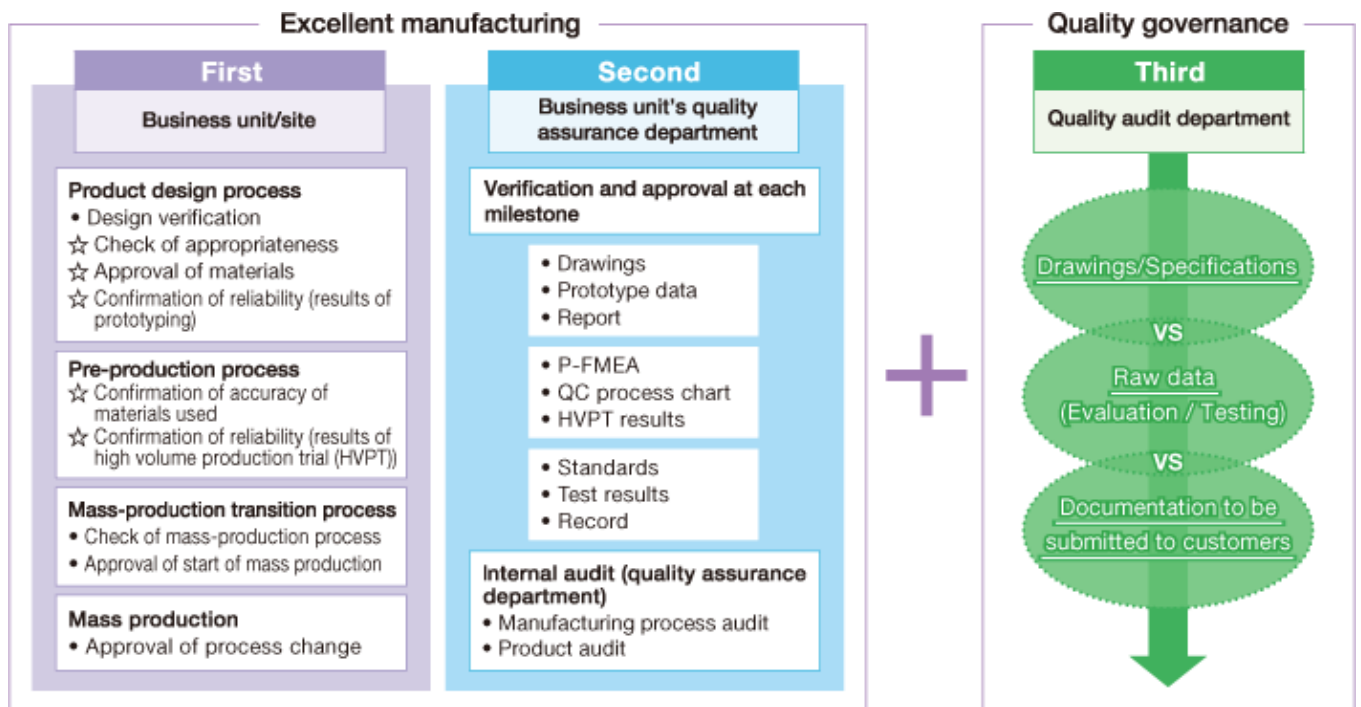 Excellent manufacturing
First
Business unit/site
Product design process
• Design verification
☆ Check of appropriateness
☆ Approval of materials
☆ Confirmation of reliability (results of
prototyping)
Pre-production process
☆ Confirmation of accuracy of
materials used
☆ Confirmation of reliability (results of
high volume production trial (HVPT))
Mass-production transition process
• Check of mass-production process
• Approval of start of mass production
Mass production
• Approval of process change
Second
Business unit's quality
assurance department
Verification and approval at each
milestone
• Drawings
• Prototype data
• Report
• P-FMEA
• QC process chart
• HVPT results
• Standards
• Test results
• Record
Internal audit (quality assurance
department)
• Manufacturing process audit
• Product audit
+
Quality governance
Third
Quality audit department
Drawings/Specifications
VS
Raw data
(Evaluation / Testing)
VS
Documentation to be
submitted to customers